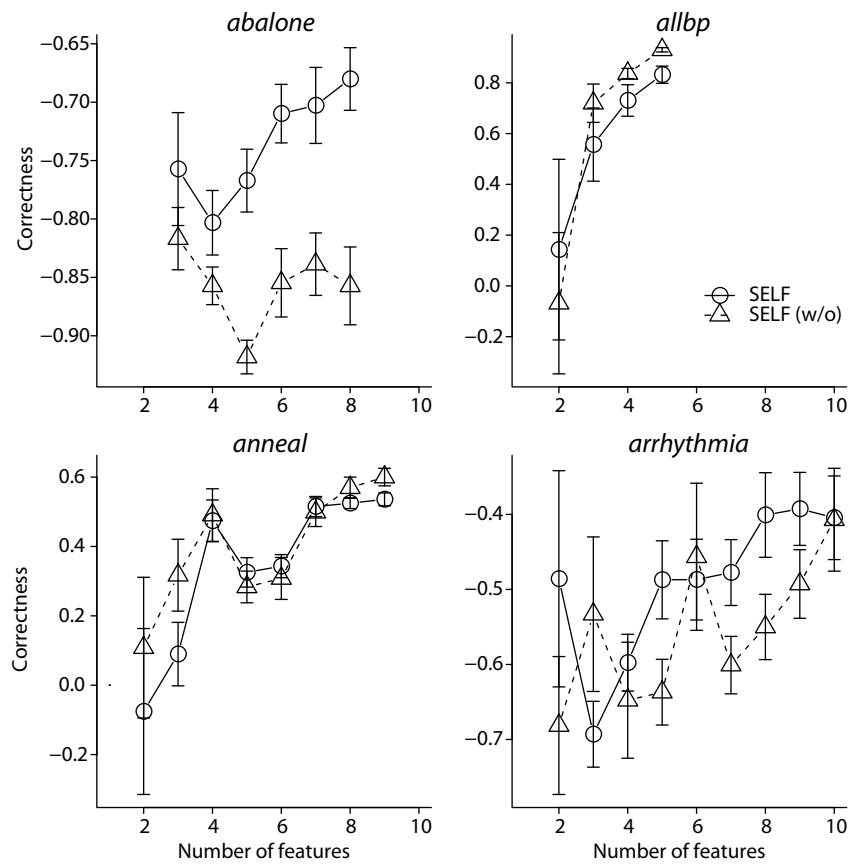 abalone
allbp
−0.65
−0.70
−0.75
−0.80
−0.85
−0.90
Correctness
2 4 6 8 10
0.8
0.6
0.4
0.2
0.0
−0.2
SELF
SELF (w/o)
2 4 6 8 10
anneal
arrhythmia
0.6
0.4
0.2
0.0
−0.2
Correctness
2 4 6 8 10
Number of features
−0.4
−0.5
−0.6
−0.7
2 4 6 8 10
Number of features